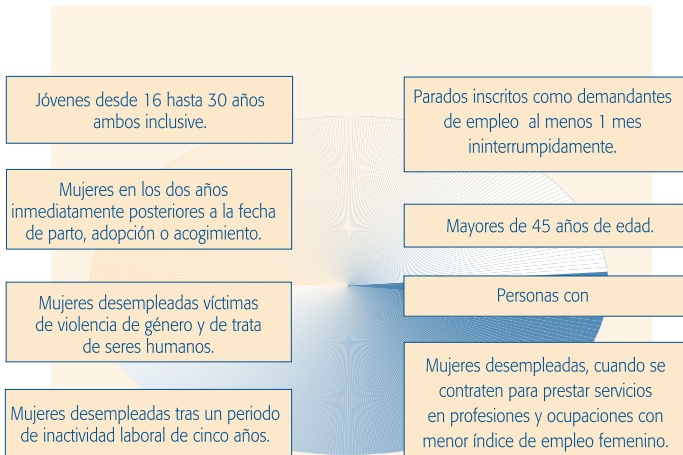 Jóvenes desde 16 hasta 30 años
ambos inclusive.
Mujeres en los dos años
inmediatamente posteriores a la fecha
de parto, adopción o acogimiento.
Mujeres desempleadas víctimas
de violencia de género y de trata
de seres humanos.
Mujeres desempleadas tras un periodo
de inactividad laboral de cinco años.
Parados inscritos como demandantes
de empleo al menos 1 mes
ininterrumpidamente.
Mayores de 45 años de edad.
Personas con
Mujeres desempleadas, cuando se
contraten para prestar servicios
en profesiones y ocupaciones con
menor índice de empleo femenino.